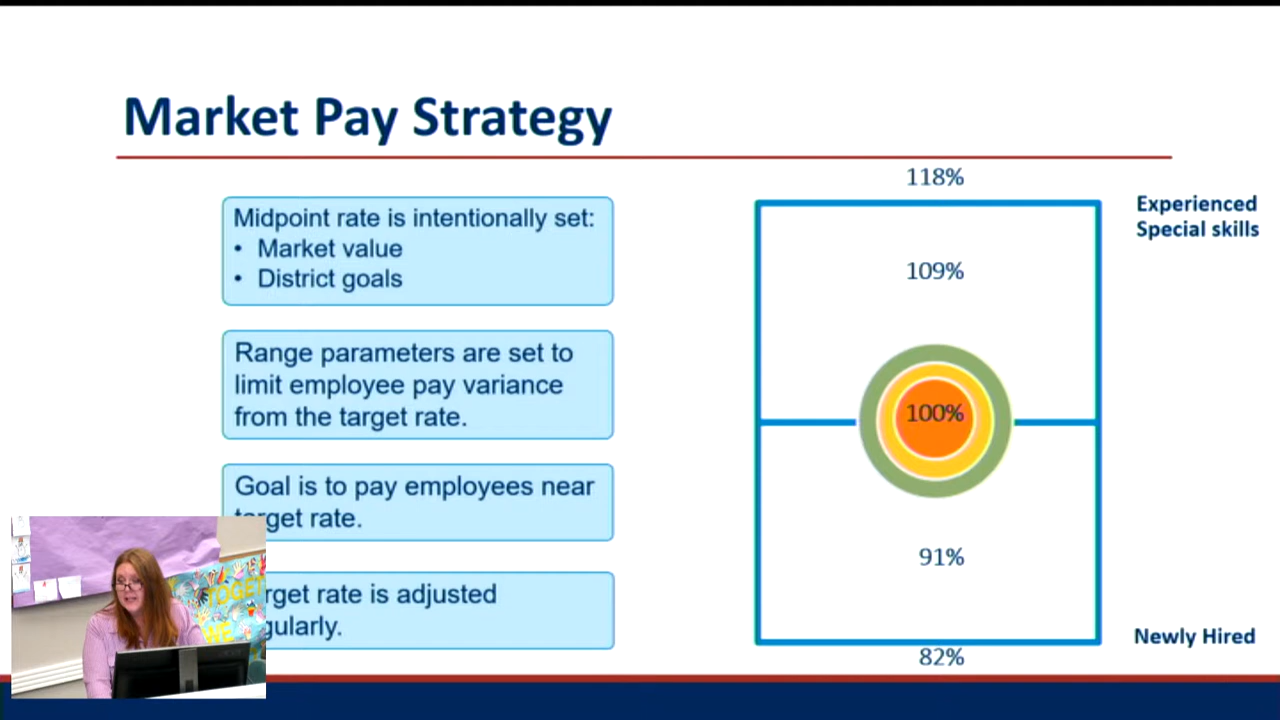 Market Pay Strategy
118%
Experienced
Special skills
Midpoint rate is intentionally set:
• Market value
• District goals
109%
Range parameters are set to
limit employee pay variance
from the target rate.
100%
Goal is to pay employees near
target rate.
91%
rget rate is adjusted
gularly.
Newly Hired
82%
TOGET
WE